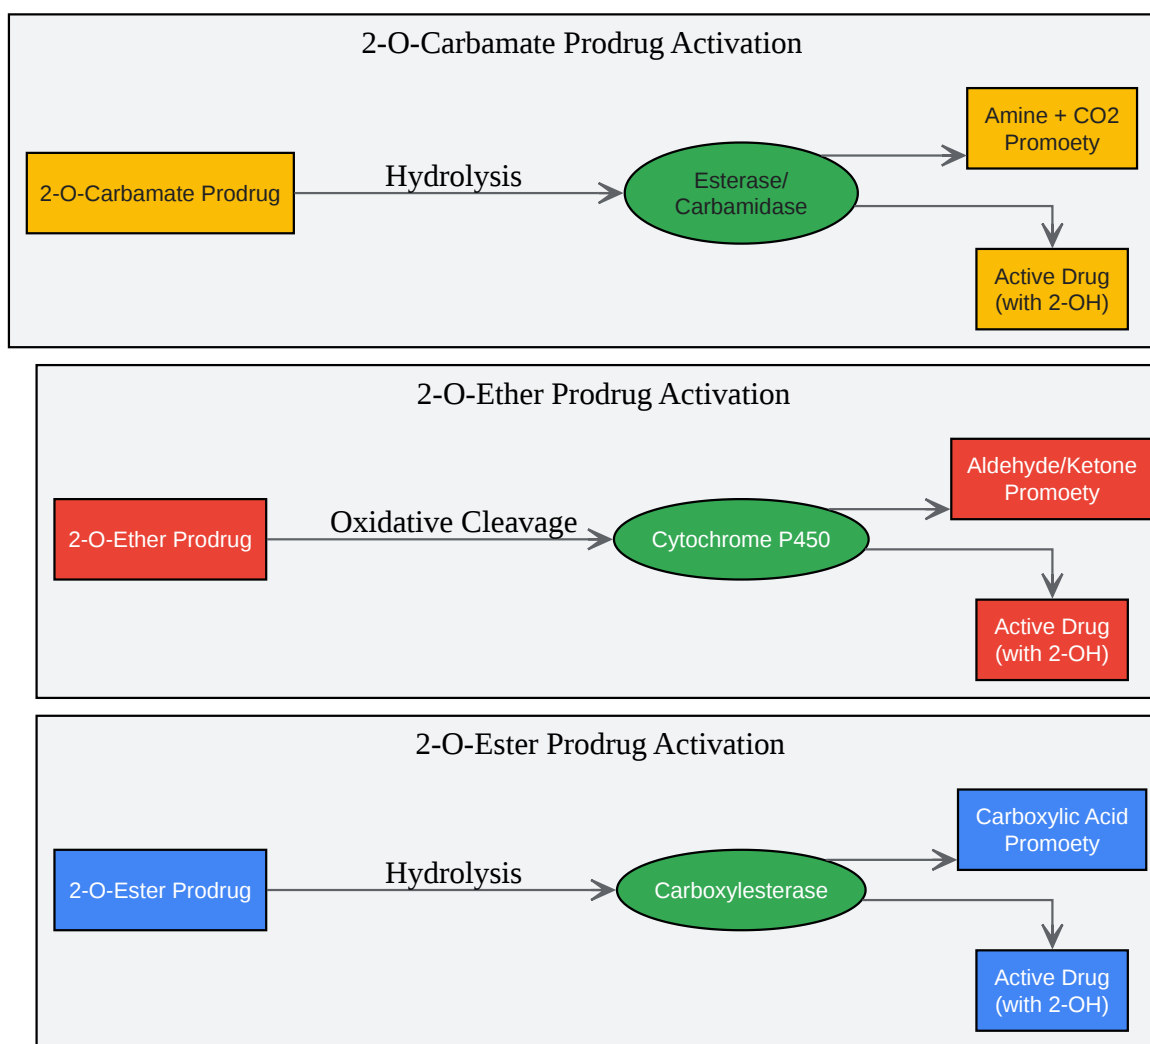 2-O-Carbamate Prodrug Activation
2-O-Carbamate Prodrug
Hydrolysis
Esterase/
Carbamidase
Amine + CO2
Promoety
Active Drug
(with 2-OH)
2-O-Ether Prodrug Activation
2-O-Ether Prodrug
Oxidative Cleavage
Cytochrome P450
Aldehyde/Ketone
Promoety
Active Drug
(with 2-OH)
2-O-Ester Prodrug Activation
2-O-Ester Prodrug
Hydrolysis
Carboxylesterase
Carboxylic Acid
Promoety
Active Drug
(with 2-OH)